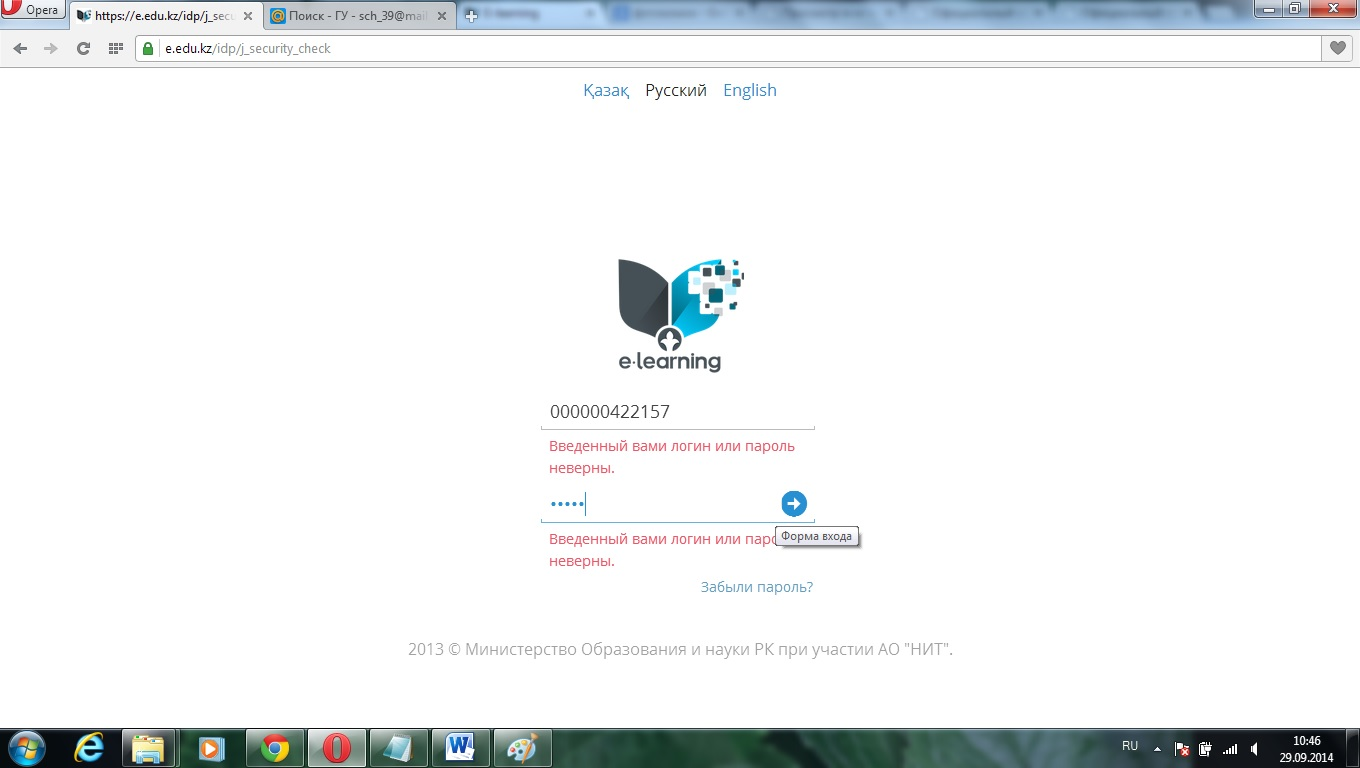 Opera
https://e.edu.kz/idp/j_secu
Поиск - ГУ - sch_39@mail
E-learning
e.edu.kz/idp/j_security_check
Қазақ Русский English
e·learning
000000422157
Введенный вами логин или пароль
неверны.
•••••
Форма входа
Введенный вами логин или паро
неверны.
Забыли пароль?
2013 © Министерство Образования и науки РК при участии АО "НИТ".
RU
10:46
29.09.2014